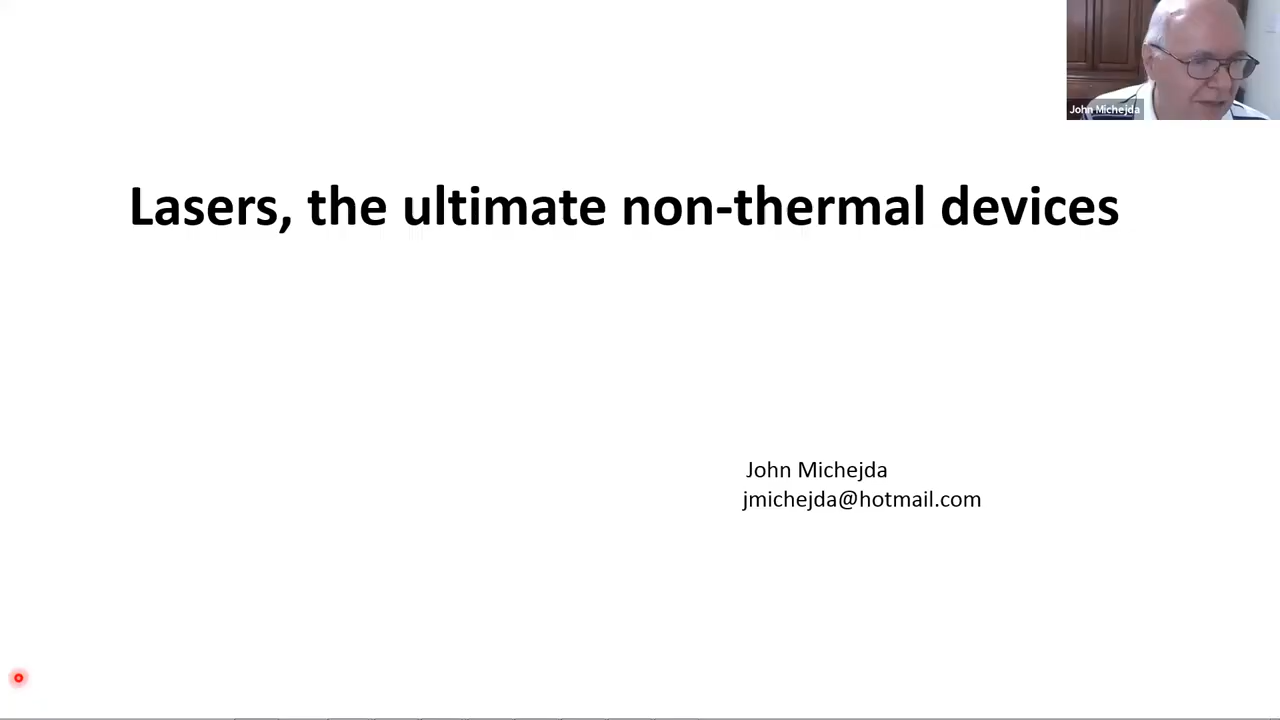 John Michejda
Lasers, the ultimate non-thermal devices
John Michejda
jmichejda@hotmail.com